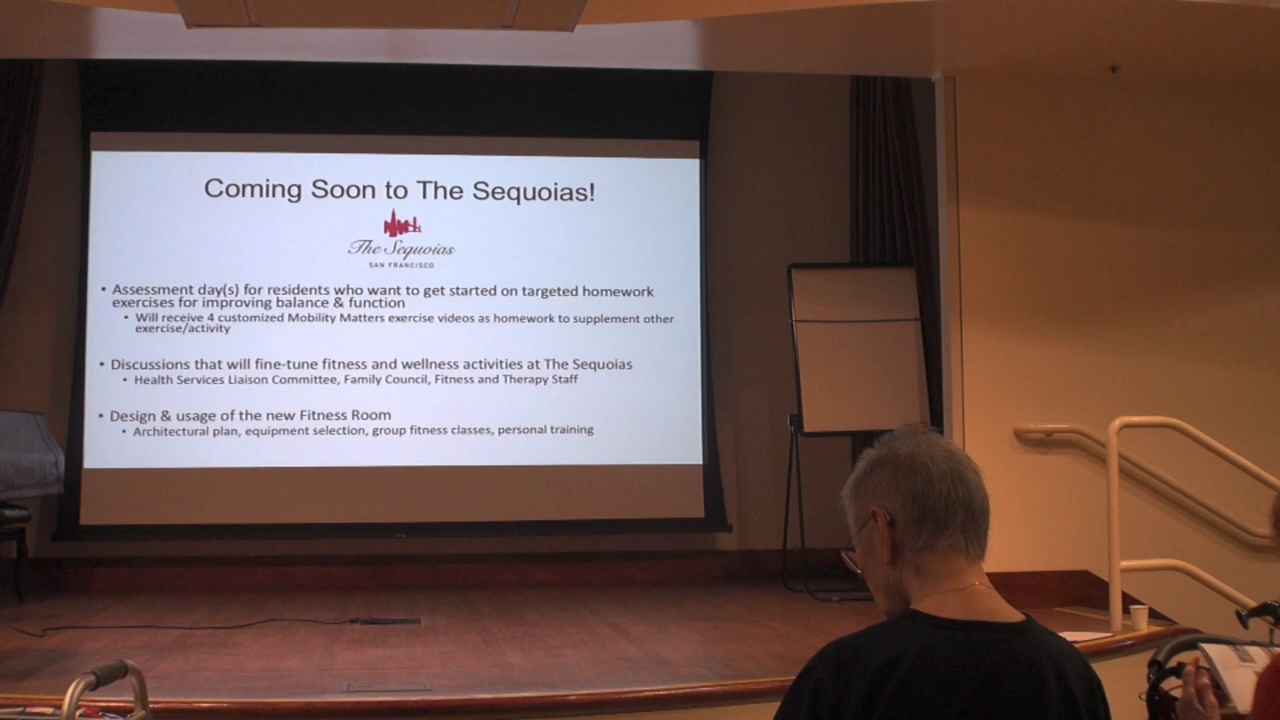 Coming Soon to The Sequoias!
The Sequoias
SAN FRANCISCO
• Assessment day(s) for residents who want to get started on targeted homework
exercises for improving balance & function
• Will receive 4 customized Mobility Matters exercise videos as homework to supplement other
exercise/activity
• Discussions that will fine-tune fitness and wellness activities at The Sequoias
• Health Services Liaison Committee, Family Council, Fitness and Therapy Staff
• Design & usage of the new Fitness Room
• Architectural plan, equipment selection, group fitness classes, personal training